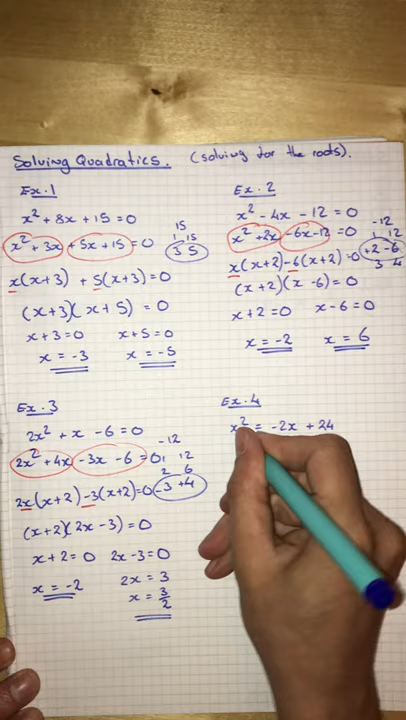 Solving Quadratics. (solving for the roots).
Ex.1
x² + 8x + 15 = 0
15
1 15
3 5
x² + 3x + 5x + 15 = 0
x(x+3) + 5(x+3) = 0
(x+3)(x+5) = 0
x+3=0 x+5=0
x = -3 x = -5
Ex.2
x² - 4x - 12 = 0
-12
1 12
+2 -6
3 4
x² + 2x - 6x - 12 = 0
x(x+2) - 6(x+2) = 0
(x+2)(x-6) = 0
x+2=0 x-6=0
x = -2 x = 6
Ex.3
2x² + x - 6 = 0
-12
1 12
2 6
-3 +4
2x² + 4x - 3x - 6 = 0
2x(x+2) - 3(x+2) = 0
(x+2)(2x-3) = 0
x+2=0 2x-3=0
x = -2 2x = 3
x = 3/2
Ex.4
x² = -2x + 24